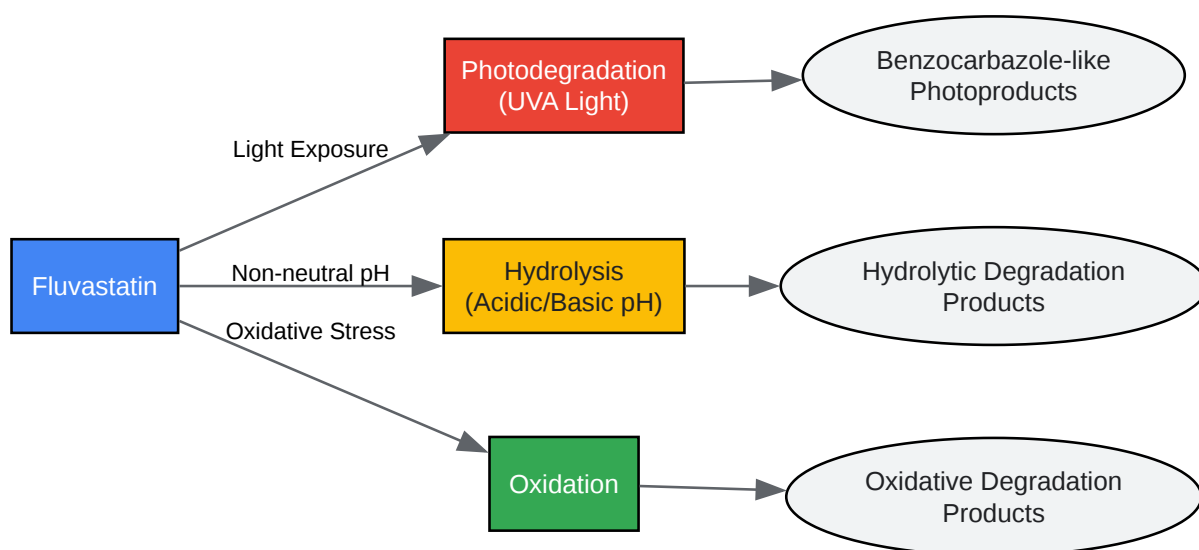 Benzocarbazole-like
Photoproducts
Photodegradation
(UVA Light)
Light Exposure
Fluvastatin
Non-neutral pH
Hydrolysis
(Acidic/Basic pH)
Hydrolytic Degradation
Products
Oxidative Stress
Oxidation
Oxidative Degradation
Products